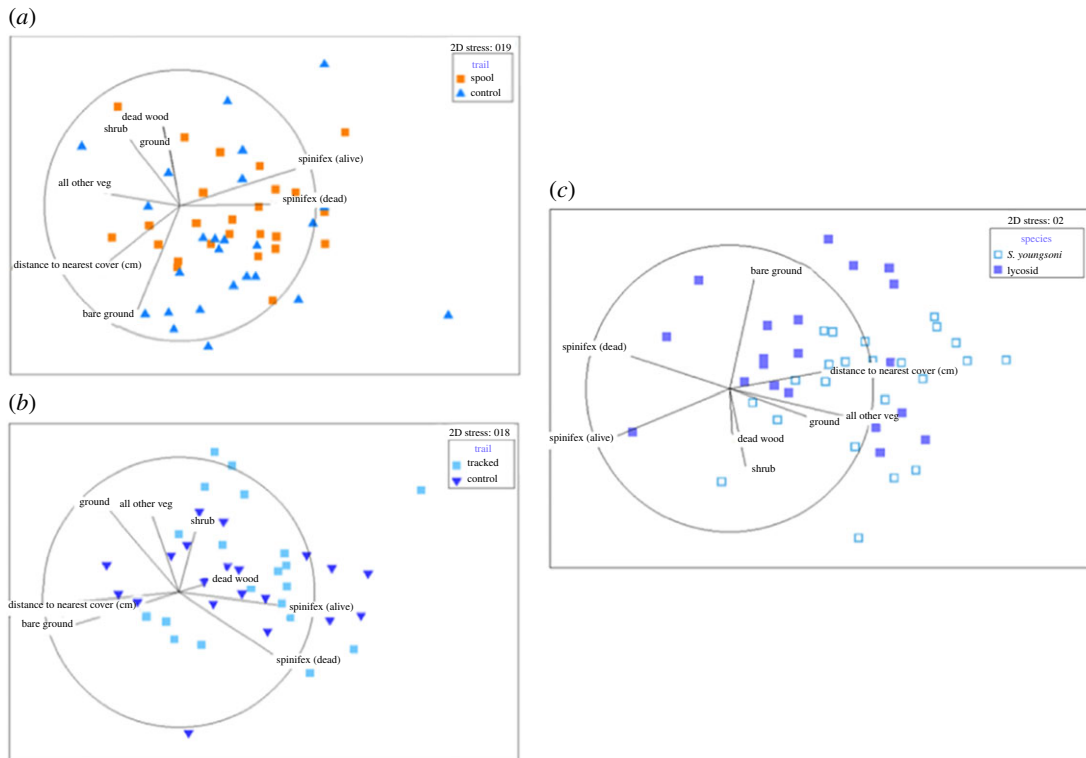 (a)
2D stress: 019
trail
spool
control
dead wood
shrub
ground
spinifex (alive)
all other veg
spinifex (dead)
distance to nearest cover (cm)
bare ground
(b)
2D stress: 018
trail
tracked
control
ground
all other veg
shrub
dead wood
distance to nearest cover (cm)
spinifex (alive)
bare ground
spinifex (dead)
(c)
2D stress: 02
species
S. youngsoni
lycosid
bare ground
spinifex (dead)
distance to nearest cover (cm)
all other veg
ground
spinifex (alive)
dead wood
shrub